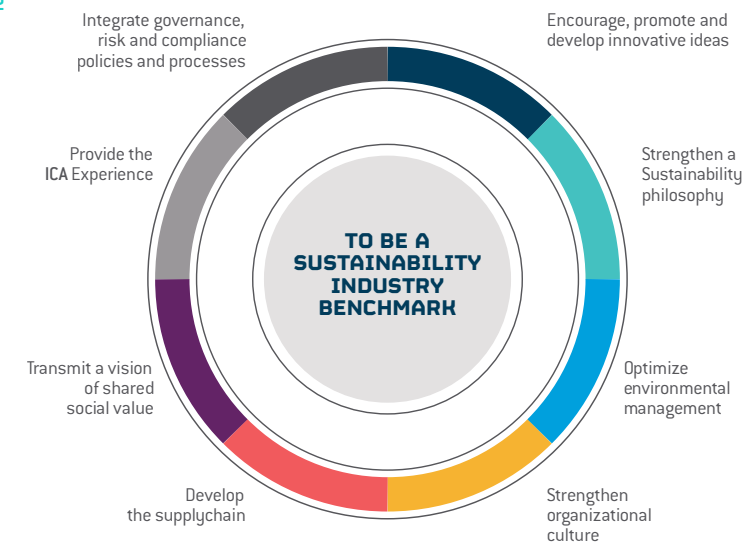 Integrate governance,
risk and compliance
policies and processes
Encourage, promote and
develop innovative ideas
Provide the
ICA Experience
Strengthen a
Sustainability
philosophy
TO BE A
SUSTAINABILITY
INDUSTRY
BENCHMARK
Transmit a vision
of shared
social value
Optimize
environmental
management
Develop
the supplychain
Strengthen
organizational
culture